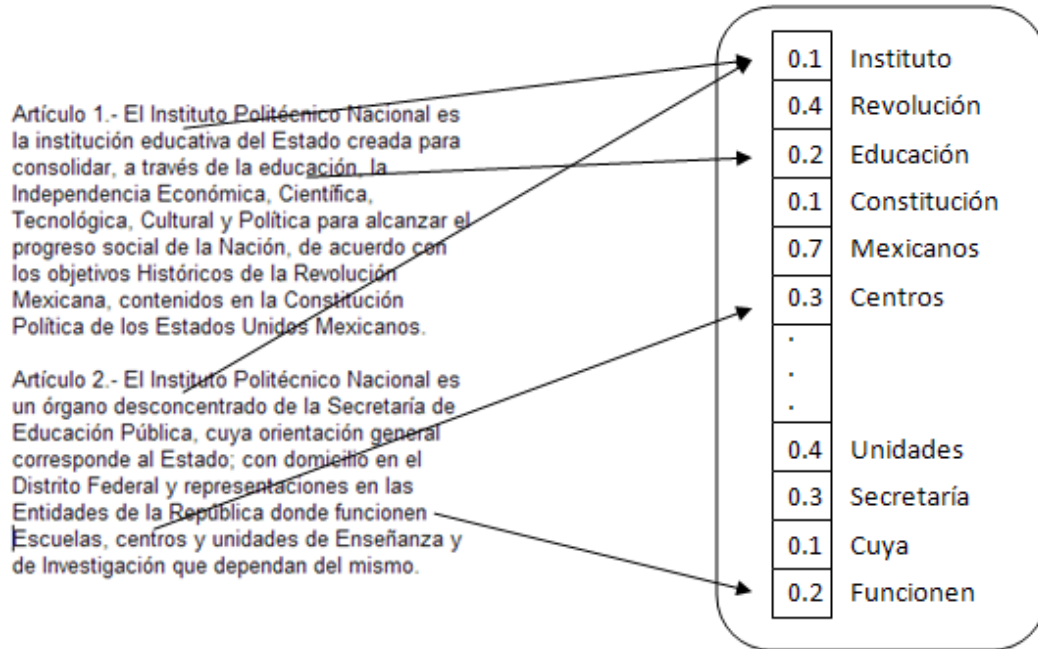 Artículo 1.- El Instituto Politécnico Nacional es
la institución educativa del Estado creada para
consolidar, a través de la educación, la
Independencia Económica, Científica,
Tecnológica, Cultural y Política para alcanzar el
progreso social de la Nación, de acuerdo con
los objetivos Históricos de la Revolución
Mexicana, contenidos en la Constitución
Política de los Estados Unidos Mexicanos.
Artículo 2.- El Instituto Politécnico Nacional es
un órgano desconcentrado de la Secretaría de
Educación Pública, cuya orientación general
corresponde al Estado; con domicilio en el
Distrito Federal y representaciones en las
Entidades de la República donde funcionen
Escuelas, centros y unidades de Enseñanza y
de Investigación que dependan del mismo.
0.1 Instituto
0.4 Revolución
0.2 Educación
0.1 Constitución
0.7 Mexicanos
0.3 Centros
.
.
.
0.4 Unidades
0.3 Secretaría
0.1 Cuya
0.2 Funcionen